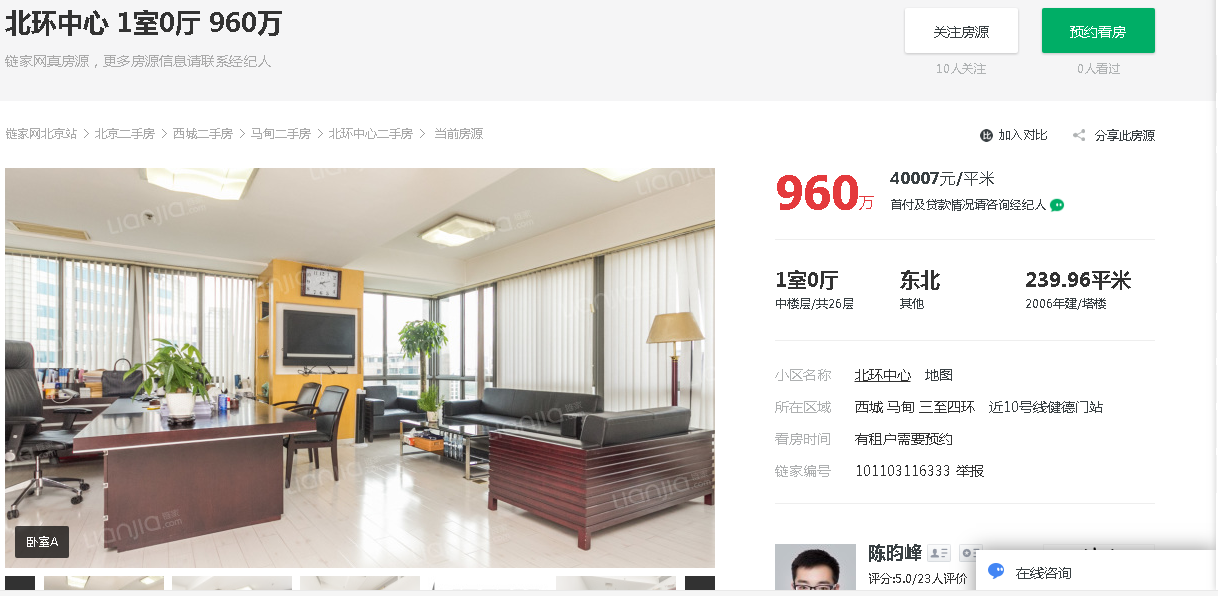 北环中心 1室0厅 960万
链家网真房源，更多房源信息请联系经纪人
关注房源
10人关注
预约看房
0人看过
链家网北京站 > 北京二手房 > 西城二手房 > 马甸二手房 > 北环中心二手房 > 当前房源
加入对比 分享此房源
lianjia.com
卧室A
960万
40007元/平米
首付及贷款情况请咨询经纪人
1室0厅 东北 239.96平米
中楼层/共26层 其他 2006年建/塔楼
小区名称 北环中心 地图
所在区域 西城 马甸 三至四环 近10号线健德门站
看房时间 有租户需要预约
链家编号 101103116333 举报
陈昀峰
评分:5.0/23人评价
在线咨询